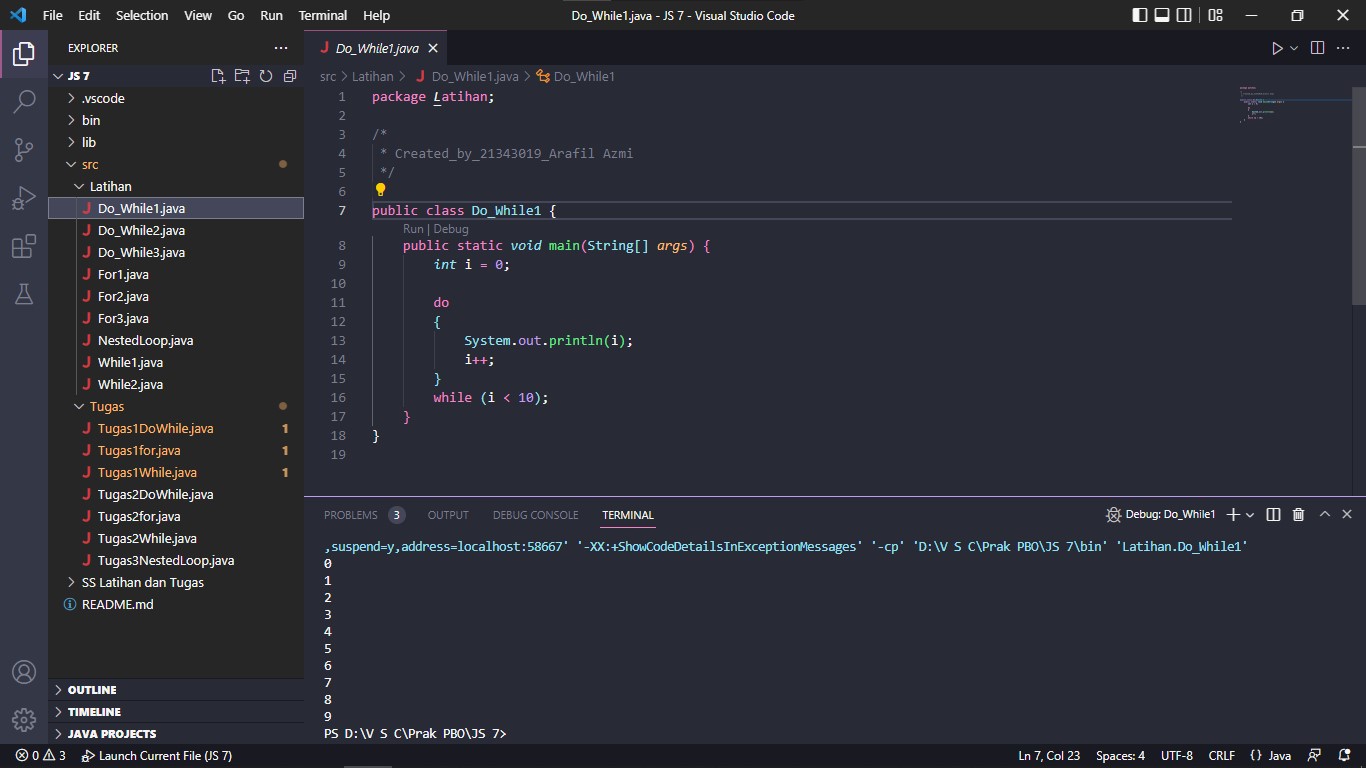 File Edit Selection View Go Run Terminal Help
Do_While1.java - JS 7 - Visual Studio Code
EXPLORER
JS 7
.vscode
bin
lib
src
Latihan
Do_While1.java
Do_While2.java
Do_While3.java
For1.java
For2.java
For3.java
NestedLoop.java
While1.java
While2.java
Tugas
Tugas1DoWhile.java 1
Tugas1for.java 1
Tugas1While.java 1
Tugas2DoWhile.java
Tugas2for.java
Tugas2While.java
Tugas3NestedLoop.java
SS Latihan dan Tugas
README.md
OUTLINE
TIMELINE
JAVA PROJECTS
Do_While1.java
src > Latihan > Do_While1.java > Do_While1
1 package Latihan;
2
3 /*
4 * Created_by_21343019_Arafil Azmi
5 */
6
7 public class Do_While1 {
Run | Debug
8 public static void main(String[] args) {
9 int i = 0;
10
11 do
12 {
13 System.out.println(i);
14 i++;
15 }
16 while (i < 10);
17 }
18 }
19
PROBLEMS 3 OUTPUT DEBUG CONSOLE TERMINAL
Debug: Do_While1
,suspend=y,address=localhost:58667' '-XX:+ShowCodeDetailsInExceptionMessages' '-cp' 'D:\V S C\Prak PBO\JS 7\bin' 'Latihan.Do_While1'
0
1
2
3
4
5
6
7
8
9
PS D:\V S C\Prak PBO\JS 7>
0 3 Launch Current File (JS 7)
Ln 7, Col 23 Spaces: 4 UTF-8 CRLF {} Java